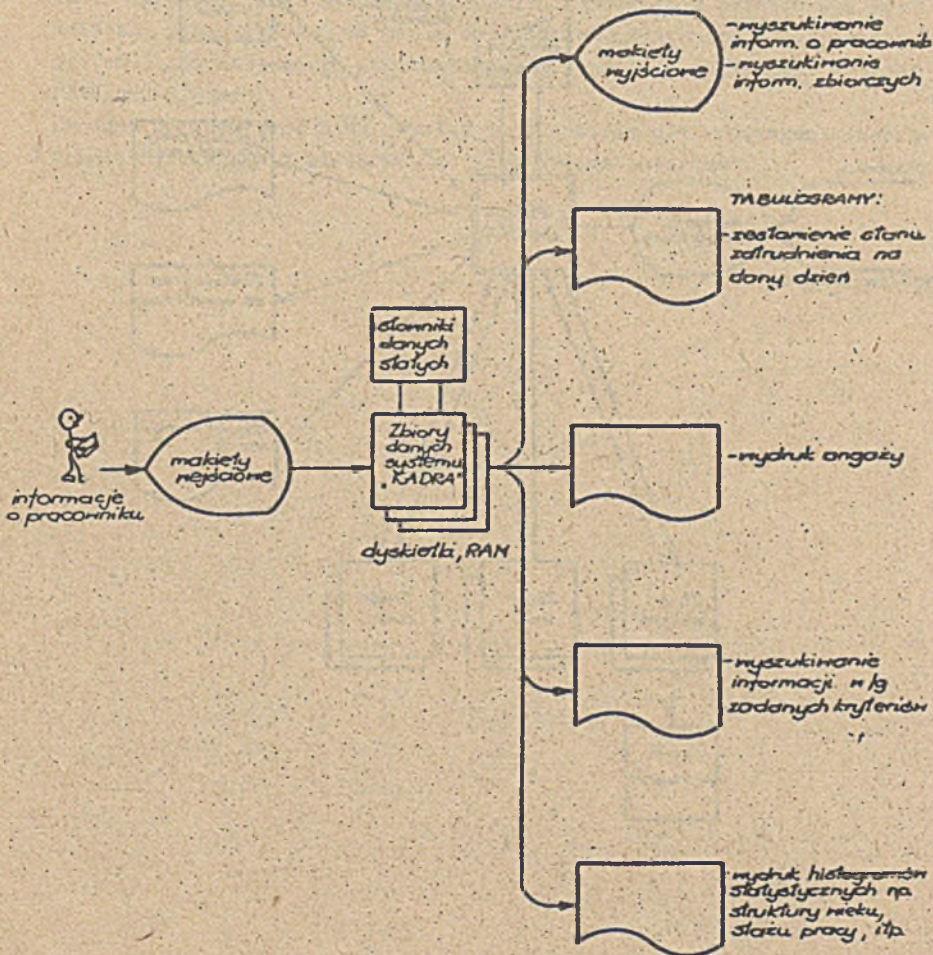 makiety
wyjściowe
-wyszukiwanie
inform. o pracownik
-wyszukiwanie
inform. zbiorczych
TABULOGRAMY:
-zestawienie stanu
zatrudnienia na
dany dzień
słowniki
danych
stałych
Zbiory
danych
systemu
"KADRA"
dyskietki, RAM
informacje
o pracowniku
makiety
wejściowe
-wydruk angaży
-wyszukiwanie
informacji w/g
zadanych kryteriów
-wydruk histogramów
statystycznych np.
struktury wieku,
stażu pracy, itp.